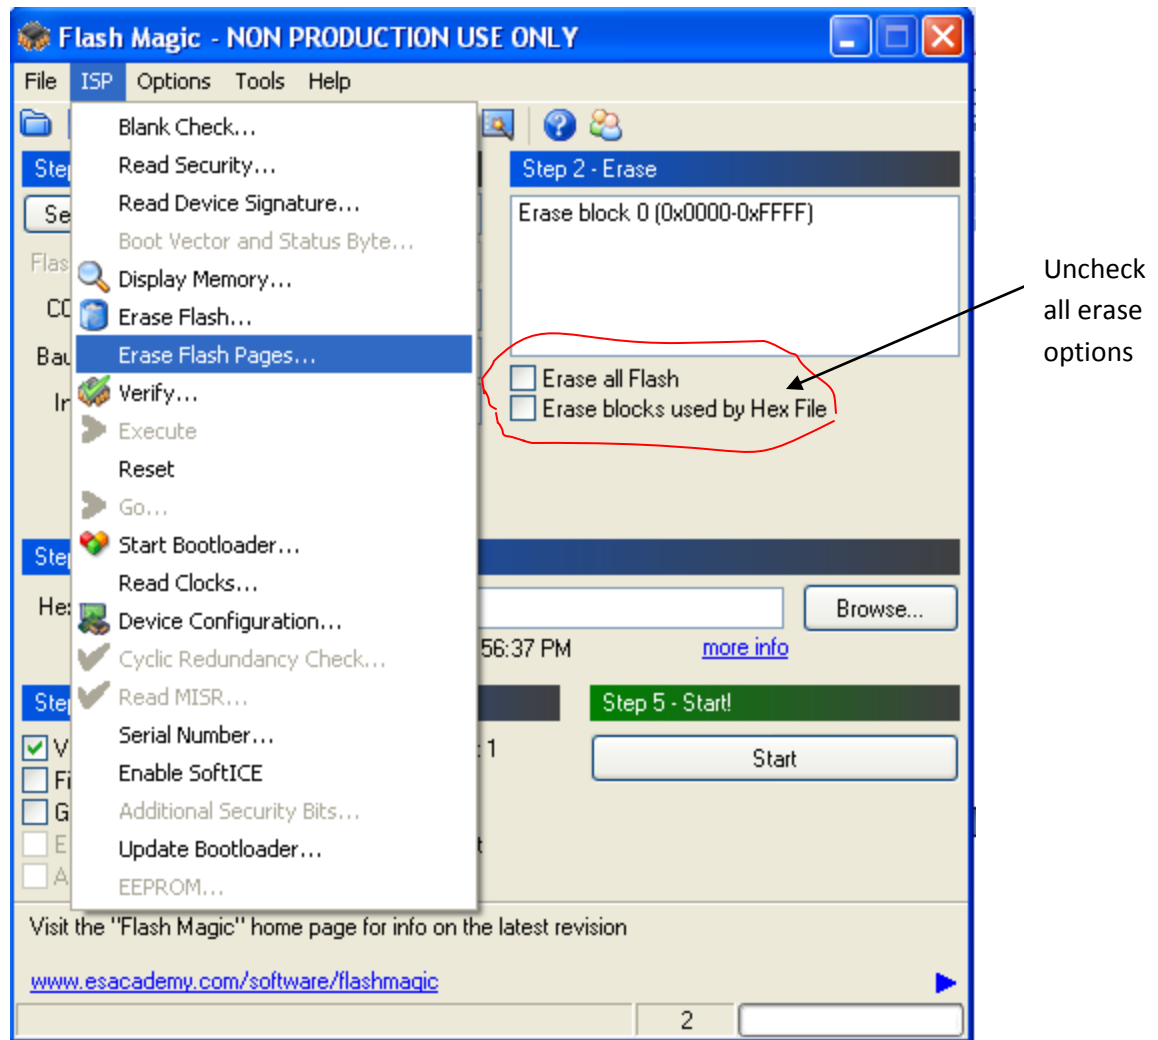 Flash Magic - NON PRODUCTION USE ONLY
File ISP Options Tools Help
Blank Check...
Read Security...
Read Device Signature...
Boot Vector and Status Byte...
Display Memory...
Erase Flash...
Erase Flash Pages...
Verify...
Execute
Reset
Go...
Start Bootloader...
Read Clocks...
Device Configuration...
Cyclic Redundancy Check...
Read MISR...
Serial Number...
Enable SoftICE
Additional Security Bits...
Update Bootloader...
EEPROM...
Step 2 - Erase
Erase block 0 (0x0000-0xFFFF)
Erase all Flash
Erase blocks used by Hex File
Uncheck
all erase
options
Browse...
56:37 PM more info
Step 5 - Start!
1
Start
Visit the "Flash Magic" home page for info on the latest revision
www.esacademy.com/software/flashmagic
2